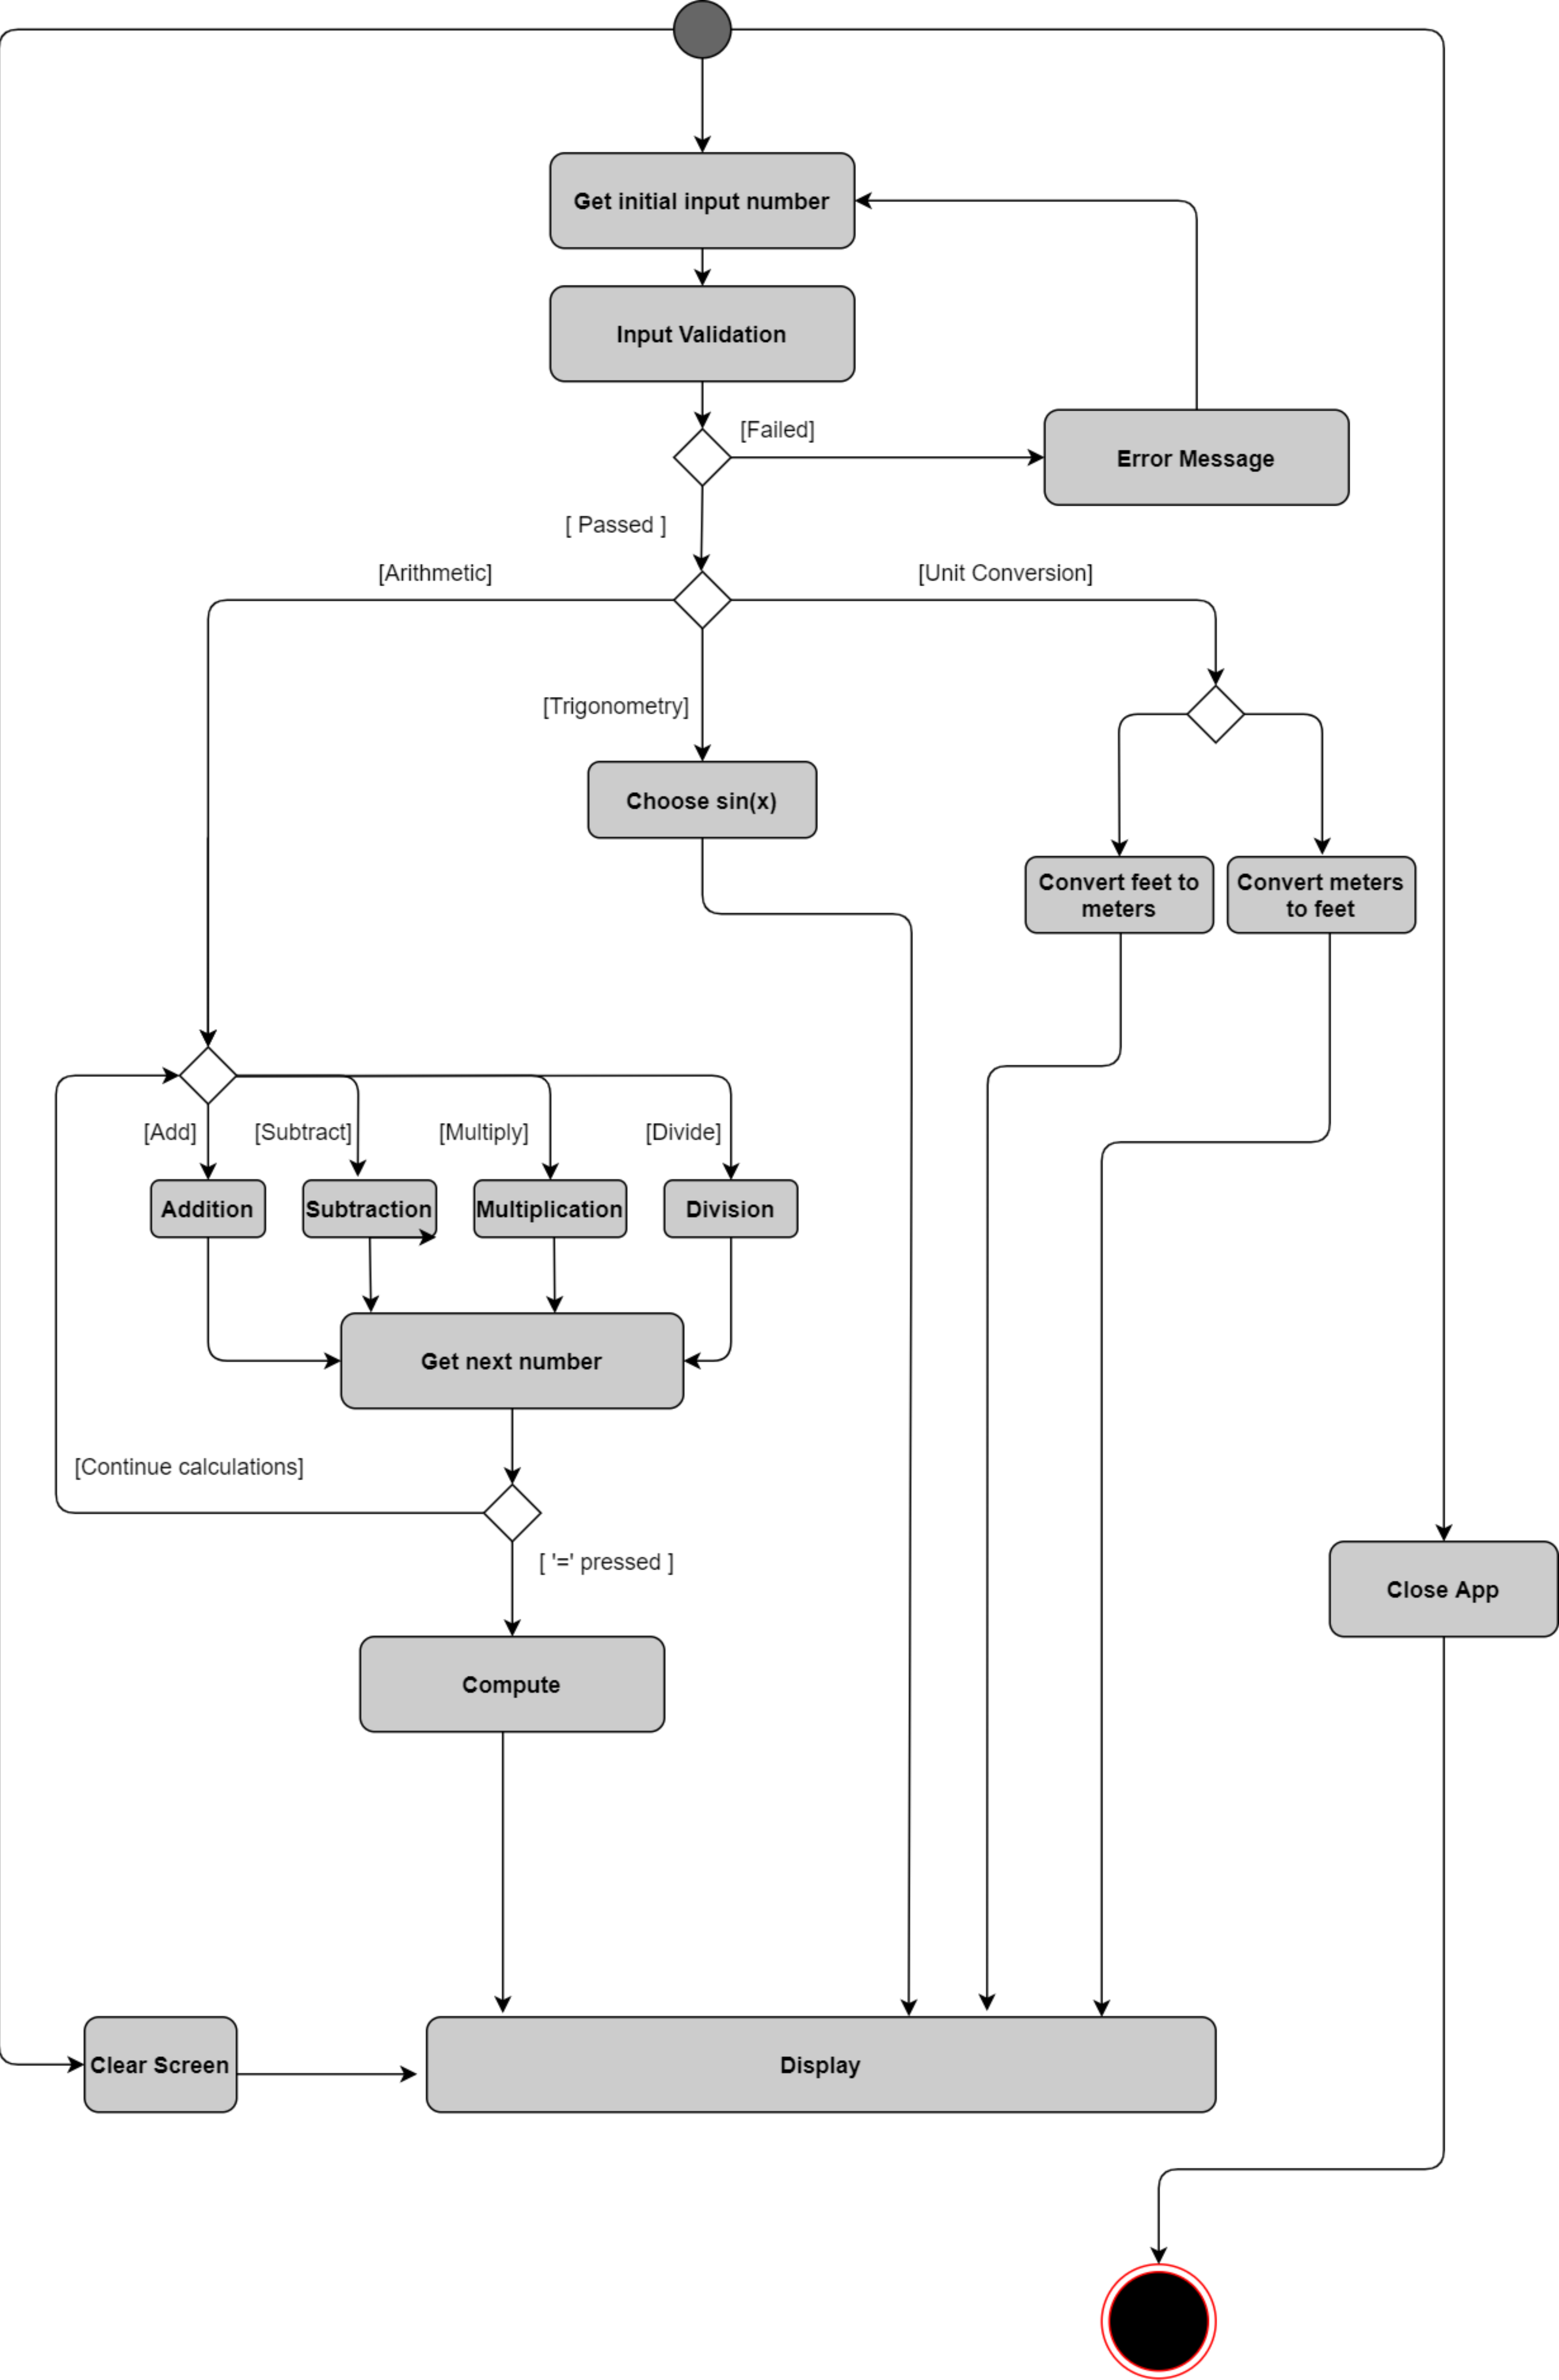 Get initial input number
Input Validation
[Failed]
Error Message
[ Passed ]
[Arithmetic]
[Unit Conversion]
[Trigonometry]
Choose sin(x)
Convert feet to
meters
Convert meters
to feet
[Add]
[Subtract]
[Multiply]
[Divide]
Addition
Subtraction
Multiplication
Division
Get next number
[Continue calculations]
[ '=' pressed ]
Close App
Compute
Clear Screen
Display